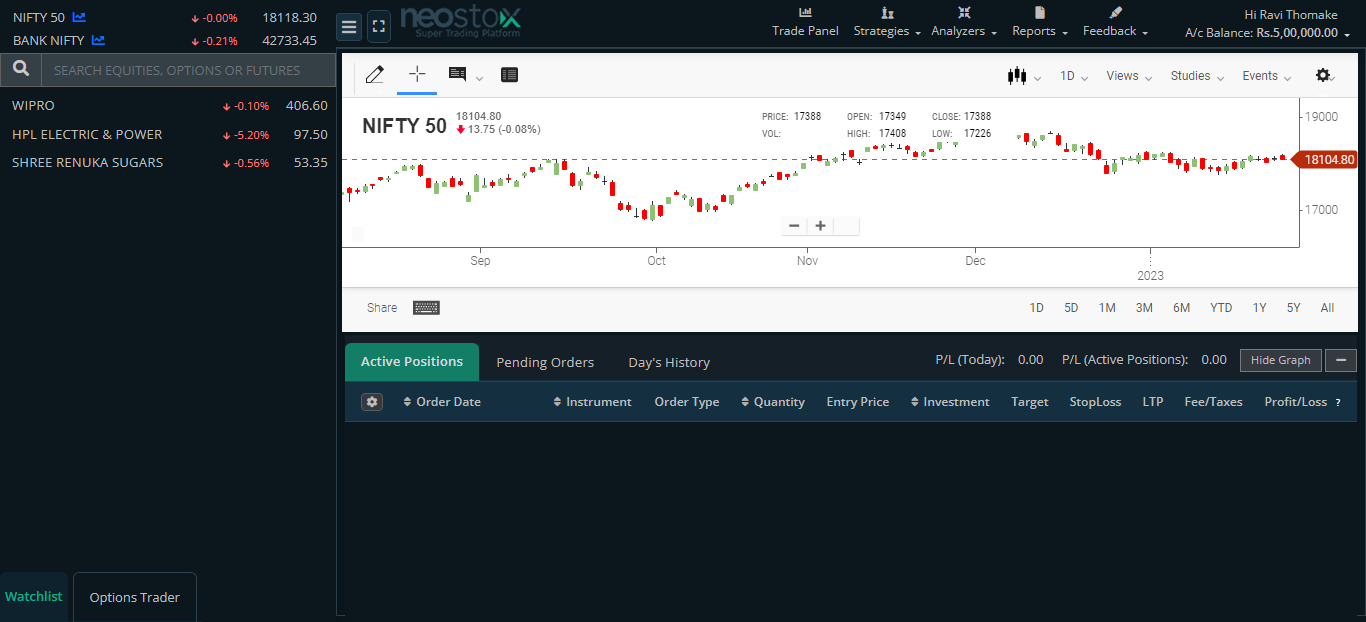 NIFTY 50 -0.00% 18118.30
BANK NIFTY -0.21% 42733.45
SEARCH EQUITIES, OPTIONS OR FUTURES
WIPRO -0.10% 406.60
HPL ELECTRIC & POWER -5.20% 97.50
SHREE RENUKA SUGARS -0.56% 53.35
Watchlist Options Trader
neostox
Super Trading Platform
Trade Panel Strategies Analyzers Reports Feedback
Hi Ravi Thomake
A/c Balance: Rs.5,00,000.00
1D Views Studies Events
NIFTY 50 18104.80
13.75 (-0.08%)
PRICE: 17388 OPEN: 17349 CLOSE: 17388
VOL: HIGH: 17408 LOW: 17226
19000
18104.80
17000
Sep Oct Nov Dec 2023
Share 1D 5D 1M 3M 6M YTD 1Y 5Y All
Active Positions Pending Orders Day's History P/L (Today): 0.00 P/L (Active Positions): 0.00 Hide Graph
Order Date Instrument Order Type Quantity Entry Price Investment Target StopLoss LTP Fee/Taxes Profit/Loss ?